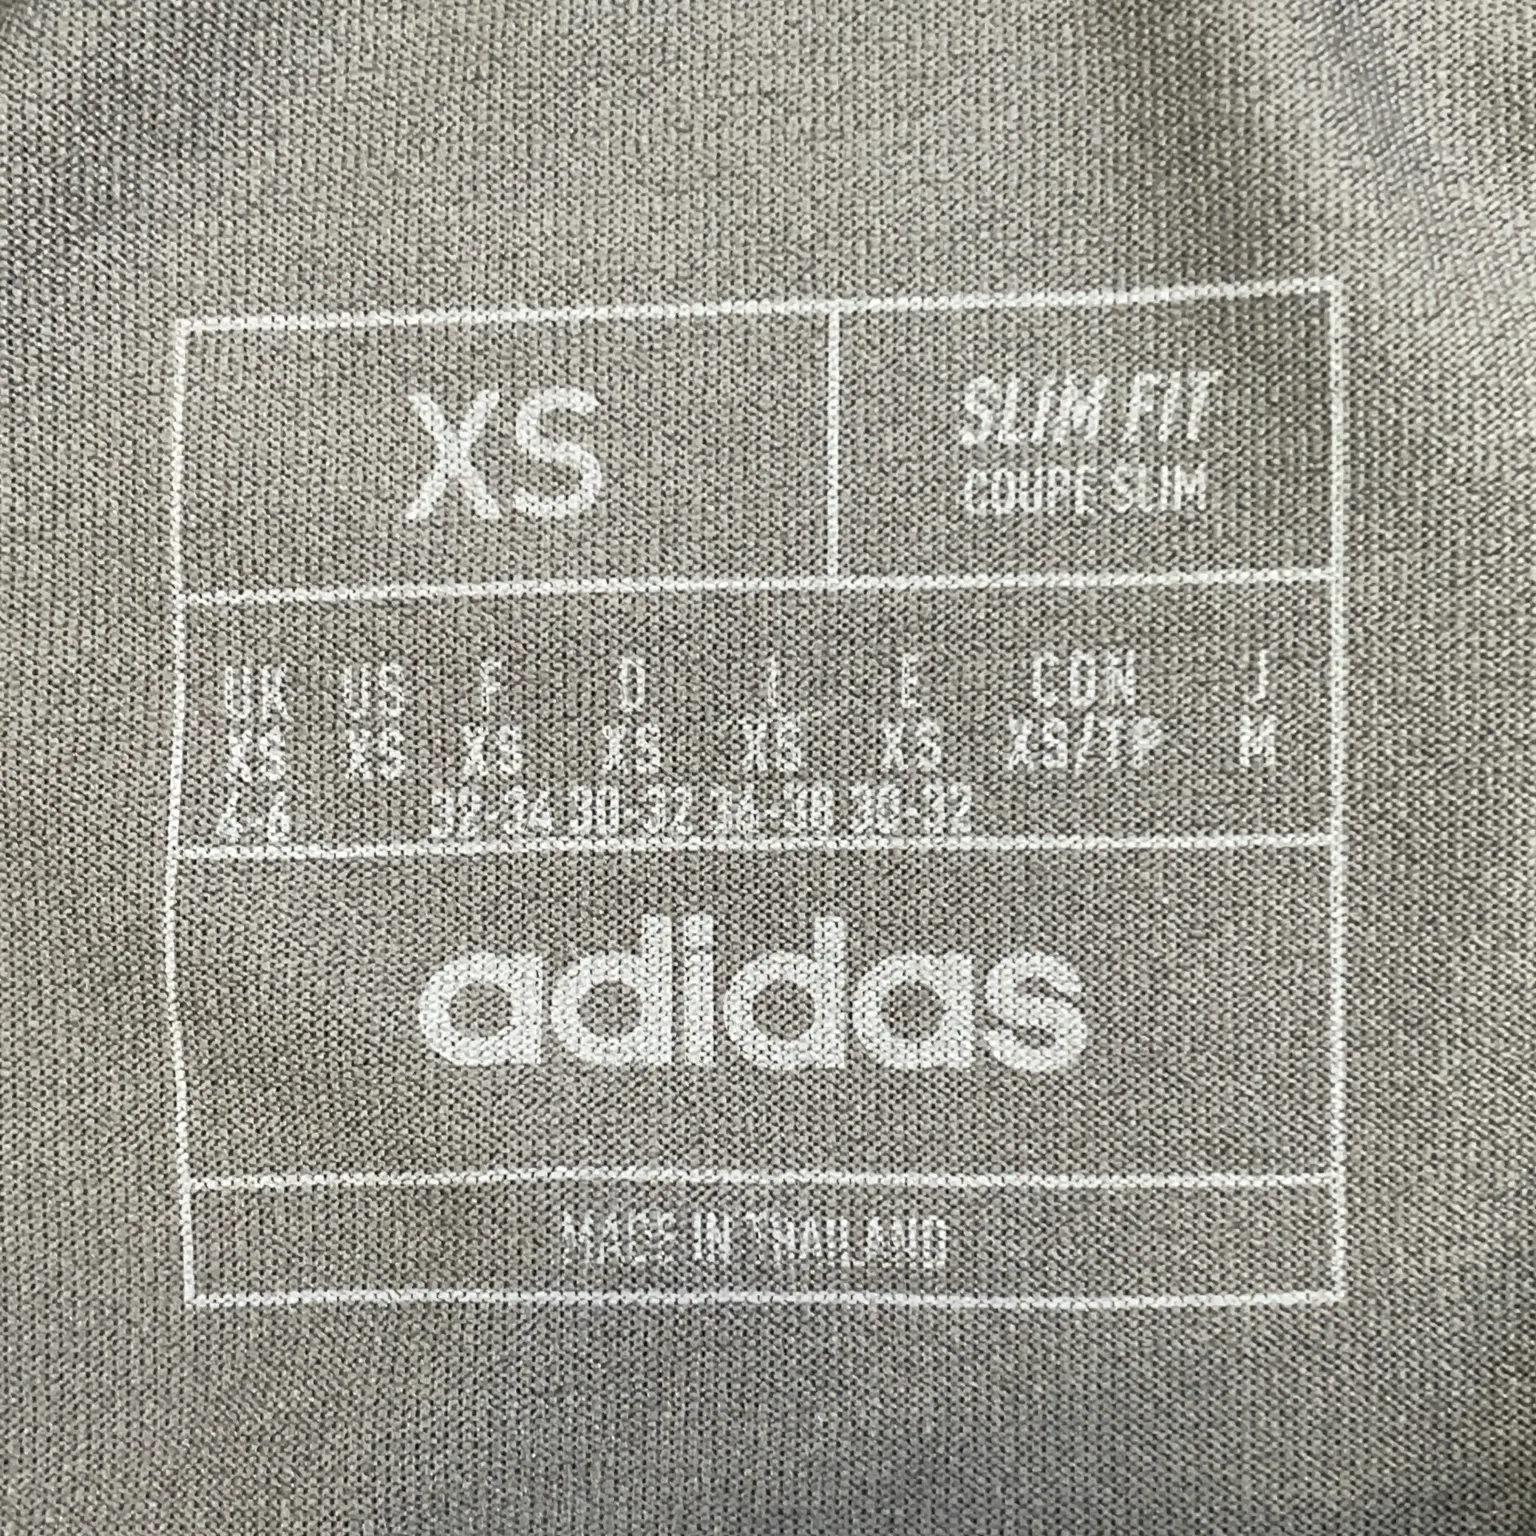 XS
SLIM FIT
COUPE SLIM
UK US F D I E CON J
XS XS XS XS XS XS XS/TP M
4-6 32-34 30-32 36-38 30-32
adidas
MADE IN THAILAND